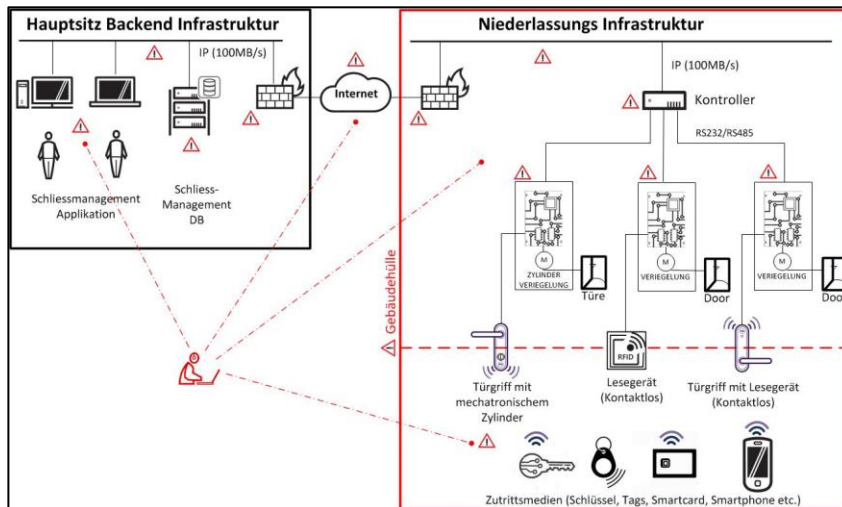 Hauptsitz Backend Infrastruktur
IP (100MB/s)
Schliessmanagement
Applikation
Schliess-
Management
DB
Internet
Niederlassungs Infrastruktur
IP (100MB/s)
Kontroller
RS232/RS485
M
ZYLINDER
VERIEGELUNG
Türe
M
VERIEGELUNG
Door
M
VERIEGELUNG
Doo
Gebäudehülle
RFID
Türgriff mit
mechatronischem
Zylinder
Lesegerät
(Kontaktlos)
Türgriff mit Lesegerät
(Kontaktlos)
Zutrittsmedien (Schlüssel, Tags, Smartcard, Smartphone etc.)